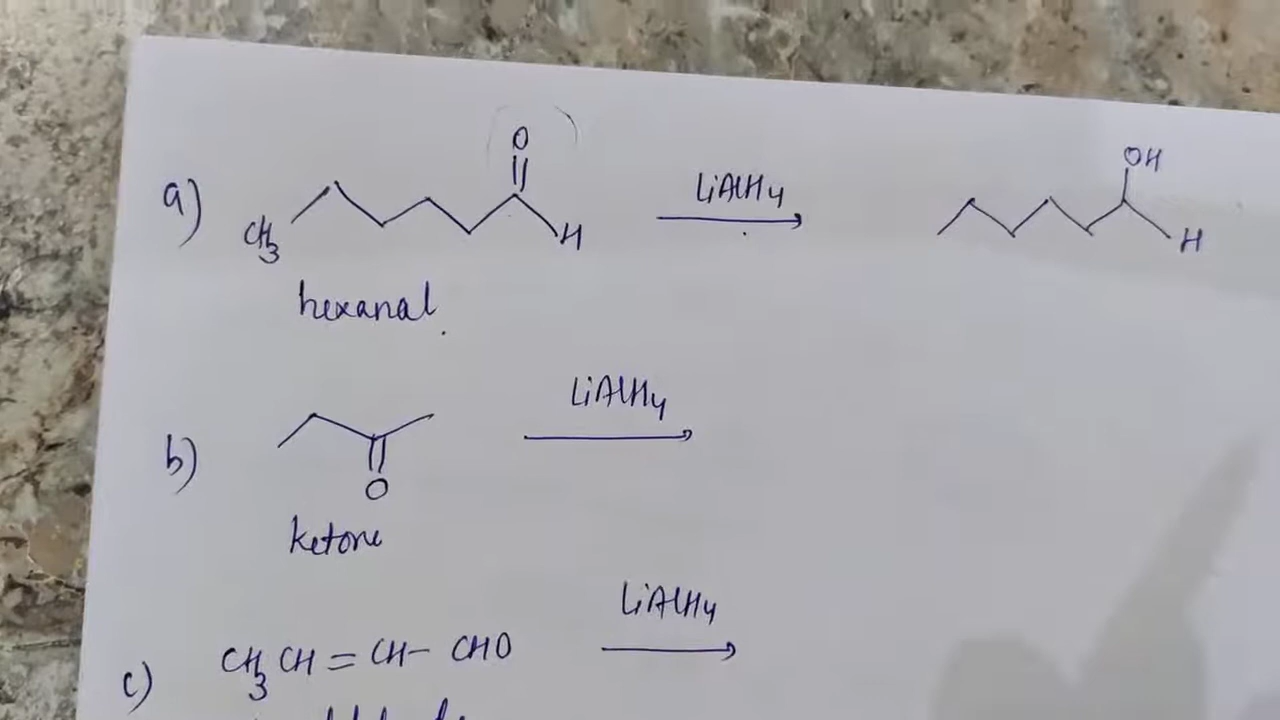 a) CH3 O H LiAlH4 OH H
hexanal.
b) O LiAlH4
ketone
c) CH3CH=CH-CHO LiAlH4